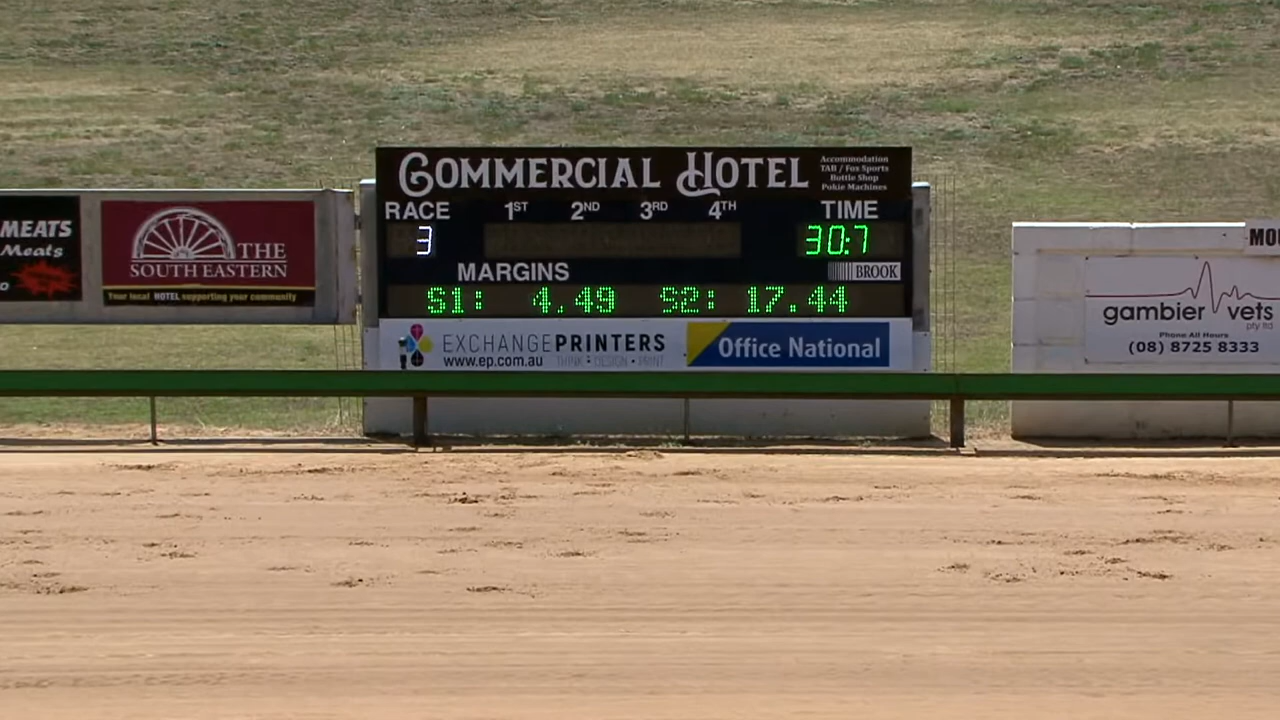 MEATS
Meats
THE
SOUTH EASTERN
Your local HOTEL supporting your community
COMMERCIAL HOTEL
Accommodation
TAB / Fox Sports
Bottle Shop
Pokie Machines
RACE 1ST 2ND 3RD 4TH TIME
3 30:7
MARGINS
BROOK
S1: 4.49 S2: 17.44
EXCHANGEPRINTERS
www.ep.com.au THINK • DESIGN • PRINT
Office National
MOU
gambier vets
pty ltd
Phone All Hours
(08) 8725 8333